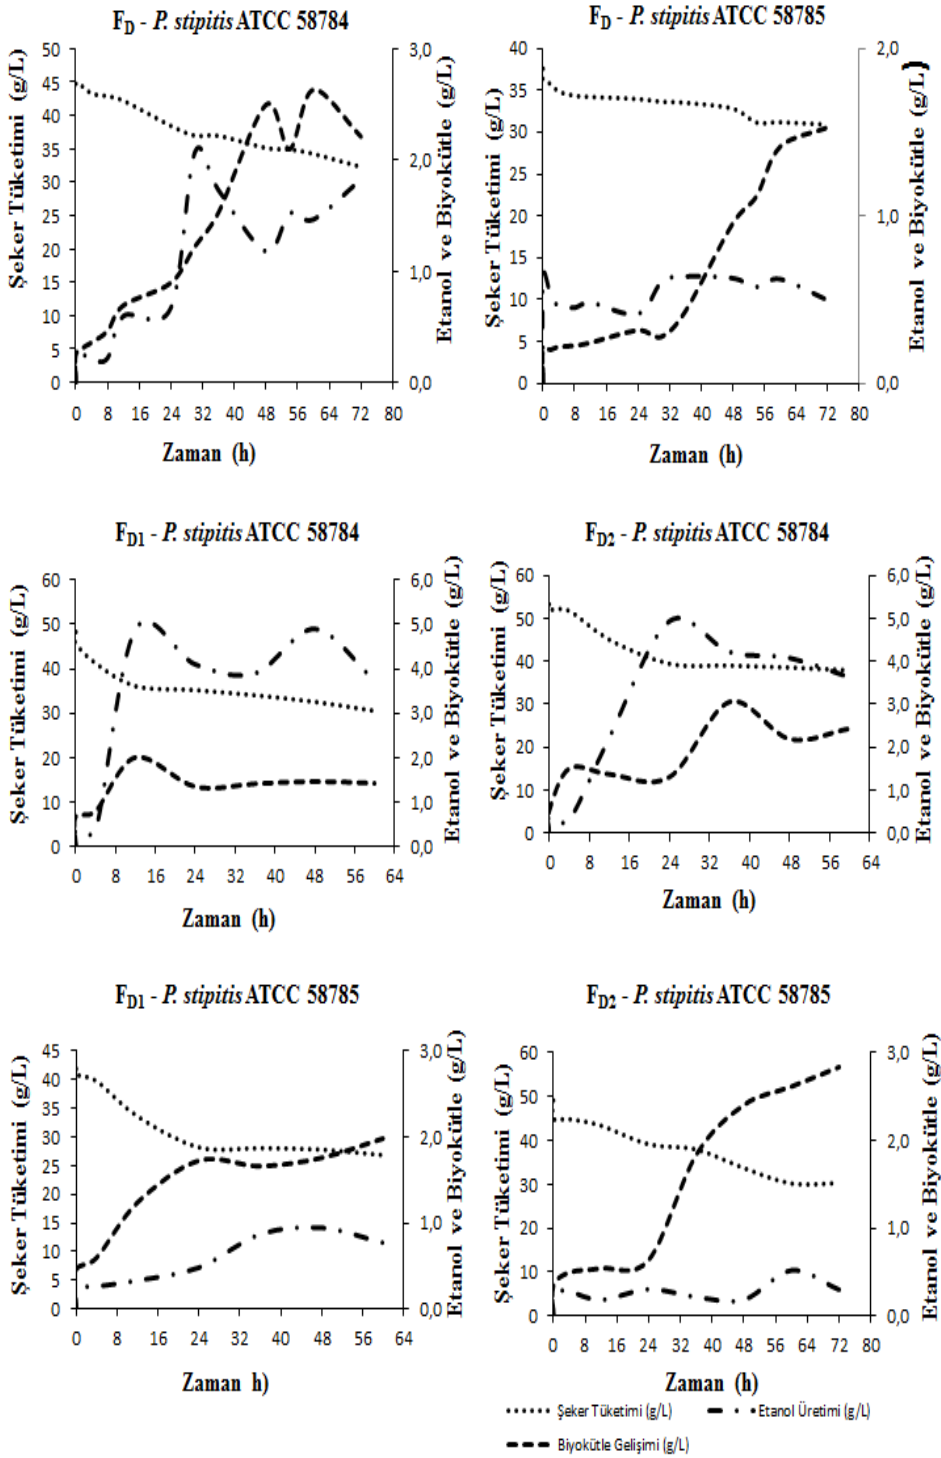 F_D - P. stipitis ATCC 58784
Şeker Tüketimi (g/L)
50
45
40
35
30
25
20
15
10
5
0
3,0
2,0
1,0
0,0
Etanol ve Biyokütle (g/L)
0 8 16 24 32 40 48 56 64 72 80
Zaman (h)
F_D - P. stipitis ATCC 58785
Şeker Tüketimi (g/L)
40
35
30
25
20
15
10
5
0
2,0
1,0
0,0
Etanol ve Biyokütle (g/L)
0 8 16 24 32 40 48 56 64 72 80
Zaman (h)
F_D1 - P. stipitis ATCC 58784
Şeker Tüketimi (g/L)
60
50
40
30
20
10
0
6,0
5,0
4,0
3,0
2,0
1,0
0,0
Etanol ve Biyokütle (g/L)
0 8 16 24 32 40 48 56 64
Zaman (h)
F_D2 - P. stipitis ATCC 58784
Şeker Tüketimi (g/L)
60
50
40
30
20
10
0
6,0
5,0
4,0
3,0
2,0
1,0
0,0
Etanol ve Biyokütle (g/L)
0 8 16 24 32 40 48 56 64
Zaman (h)
F_D1 - P. stipitis ATCC 58785
Şeker Tüketimi (g/L)
45
40
35
30
25
20
15
10
5
0
3,0
2,0
1,0
0,0
Etanol ve Biyokütle (g/L)
0 8 16 24 32 40 48 56 64
Zaman h)
F_D2 - P. stipitis ATCC 58785
Şeker Tüketimi (g/L)
60
50
40
30
20
10
0
3,0
2,0
1,0
0,0
Etanol ve Biyokütle (g/L)
0 8 16 24 32 40 48 56 64 72 80
Zaman (h)
Şeker Tüketimi (g/L)
Etanol Üretimi (g/L)
Biyokütle Gelişimi (g/L)